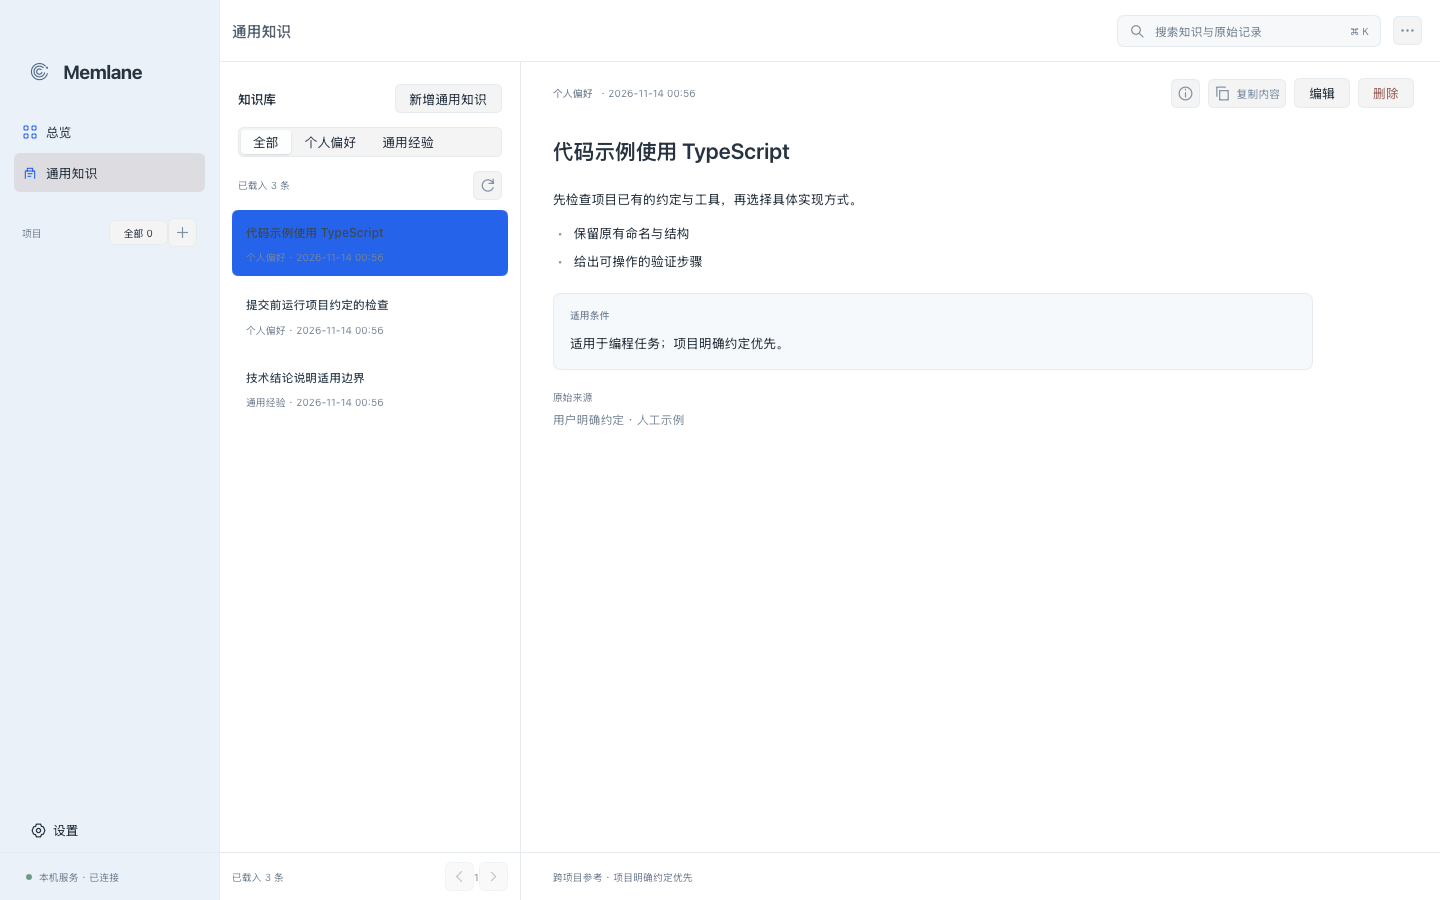 Memlane
总览
通用知识
项目
全部 0
设置
本机服务 · 已连接
通用知识
搜索知识与原始记录
⌘ K
知识库
新增通用知识
全部
个人偏好
通用经验
已载入 3 条
代码示例使用 TypeScript
个人偏好 · 2026-11-14 00:56
提交前运行项目约定的检查
个人偏好 · 2026-11-14 00:56
技术结论说明适用边界
通用经验 · 2026-11-14 00:56
已载入 3 条
1
个人偏好 · 2026-11-14 00:56
复制内容
编辑
删除
代码示例使用 TypeScript
先检查项目已有的约定与工具，再选择具体实现方式。
• 保留原有命名与结构
• 给出可操作的验证步骤
适用条件
适用于编程任务；项目明确约定优先。
原始来源
用户明确约定 · 人工示例
跨项目参考 · 项目明确约定优先